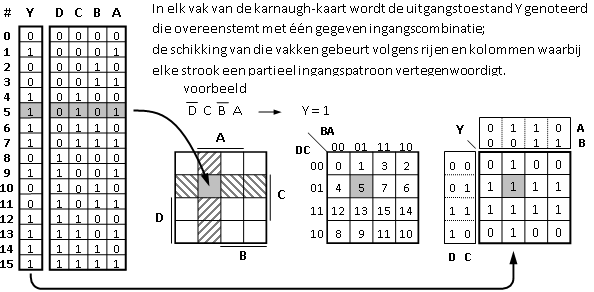 In elk vak van de karnaugh-kaart wordt de uitgangstoestand Y genoteerd
die overeenstemt met één gegeven ingangscombinatie;
de schikking van die vakken gebeurt volgens rijen en kolommen waarbij
elke strook een partieel ingangspatroon vertegenwoordigt.
voorbeeld
D C B A → Y = 1
# Y D C B A
0 0 0 0 0 0
1 1 0 0 0 1
2 0 0 0 1 0
3 0 0 0 1 1
4 1 0 1 0 0
5 1 0 1 0 1
6 1 0 1 1 0
7 1 0 1 1 1
8 0 1 0 0 0
9 1 1 0 0 1
10 0 1 0 1 0
11 0 1 0 1 1
12 1 1 1 0 0
13 1 1 1 0 1
14 1 1 1 1 0
15 1 1 1 1 1
A
C
D
B
BA
00 01 11 10
DC
00 0 1 3 2
01 4 5 7 6
11 12 13 15 14
10 8 9 11 10
Y 0 1 1 0 A
0 0 1 1 B
0 0 0 1 0 0
0 1 1 1 1 1
1 1 1 1 1 1
1 0 0 1 0 0
D C